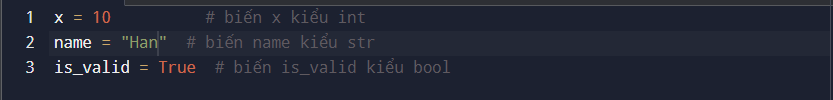 1 x = 10 # biến x kiểu int
2 name = "Han" # biến name kiểu str
3 is_valid = True # biến is_valid kiểu bool